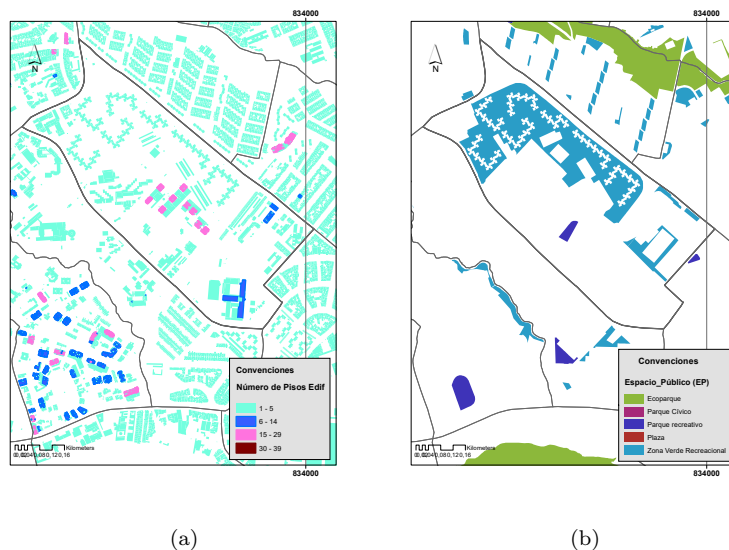 834000
N
Convenciones
Número de Pisos Edif
1 - 5
6 - 14
15 - 29
30 - 39
Kilometers
834000
(a)
834000
N
Convenciones
Espacio_Público (EP)
Ecoparque
Parque Cívico
Parque recreativo
Plaza
Zona Verde Recreacional
Kilometers
834000
(b)